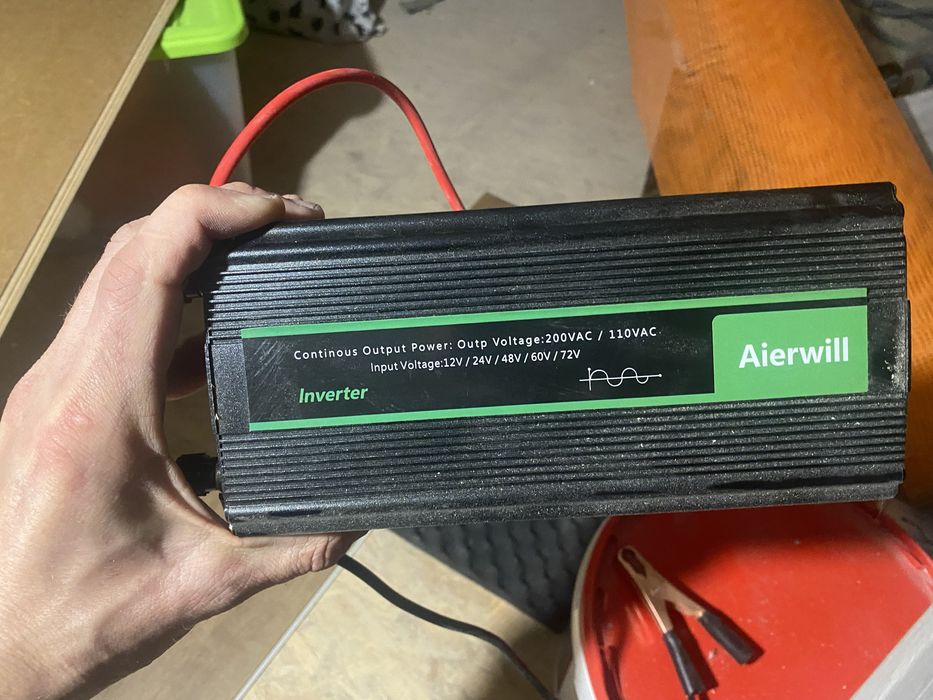 Continous Output Power: Outp Voltage:200VAC / 110VAC
Input Voltage:12V / 24V / 48V / 60V / 72V
Inverter
Aierwill